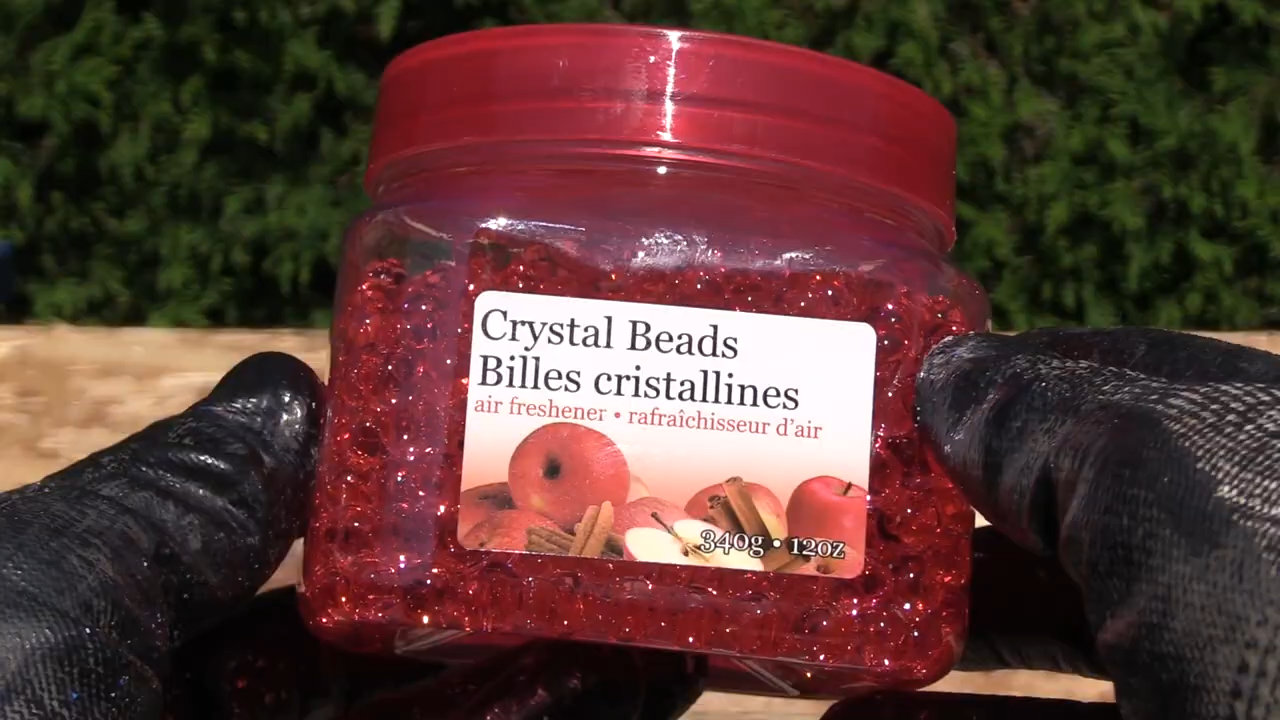 Crystal Beads
Billes cristallines
air freshener • rafraîchisseur d'air
340g • 12oz